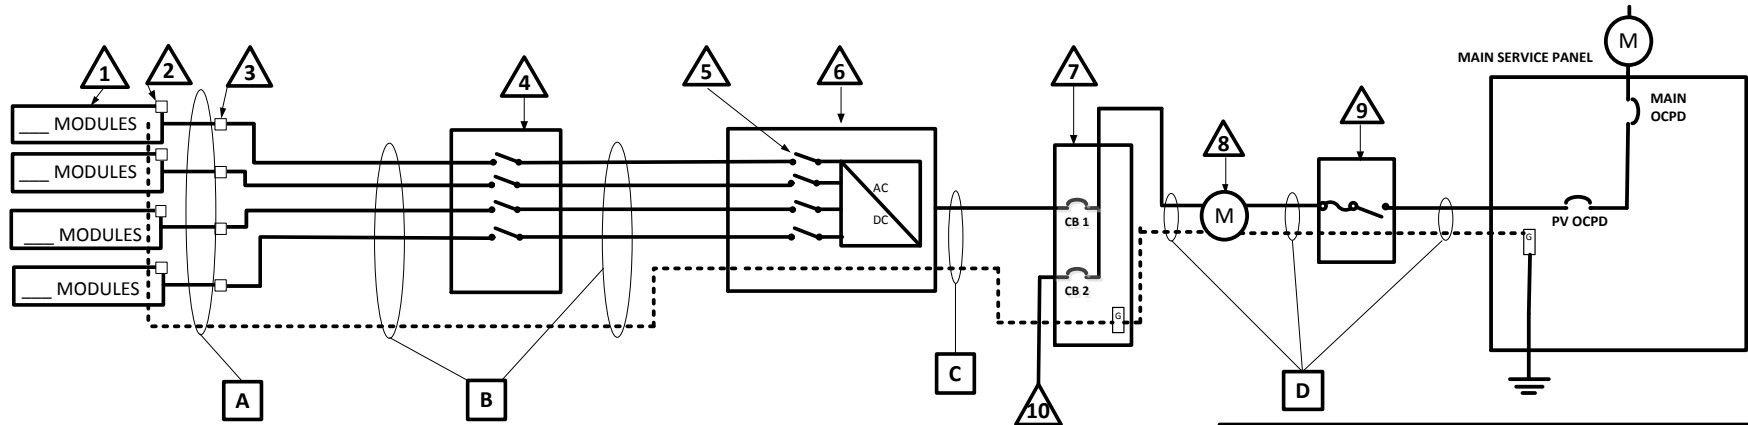 M
MAIN SERVICE PANEL
1
2
3
4
5
6
7
8
9
MAIN
OCPD
___ MODULES
___ MODULES
___ MODULES
___ MODULES
AC
DC
M
CB 1
PV OCPD
G
CB 2
G
A
B
C
D
10